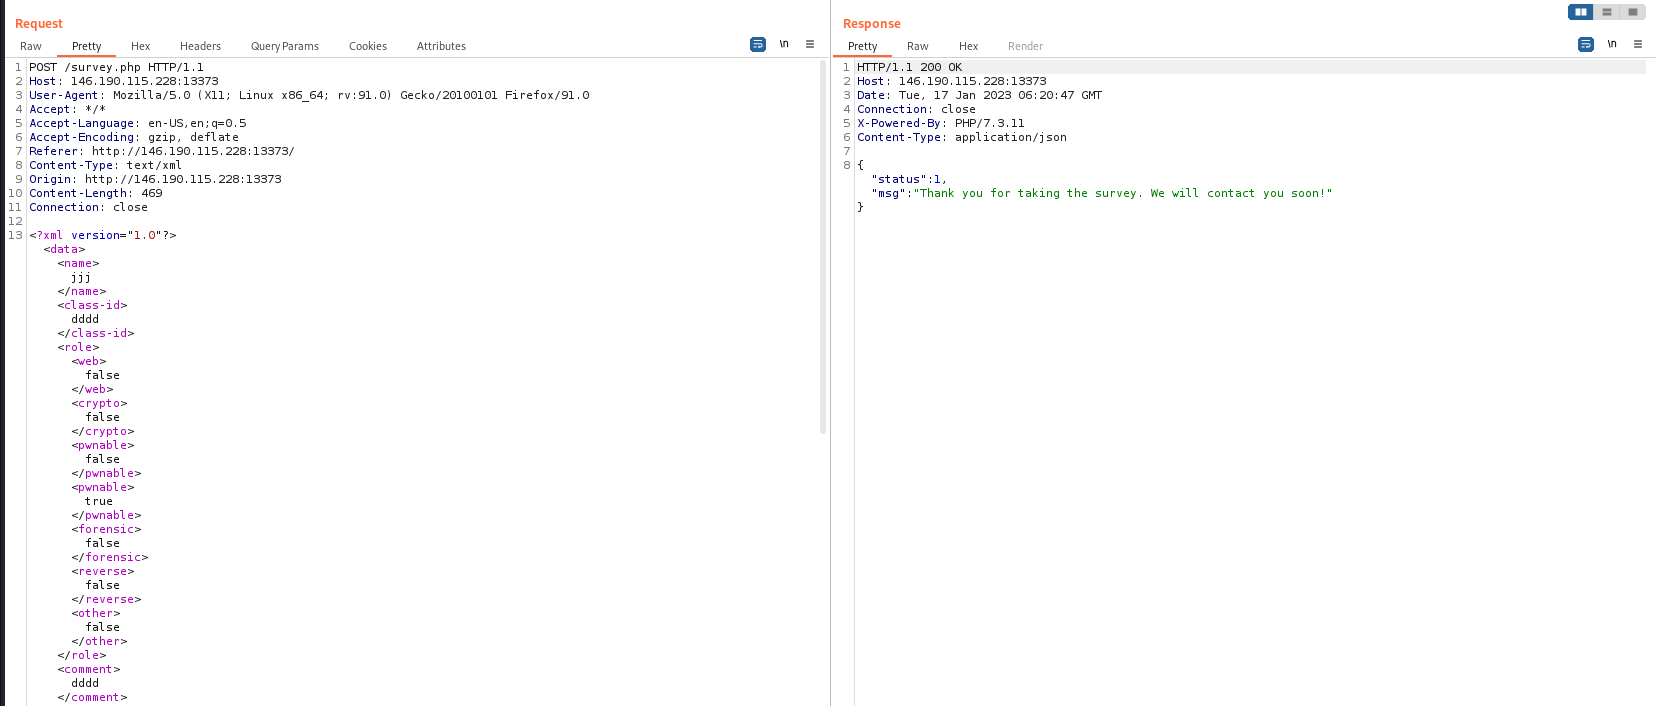 Request
Raw Pretty Hex Headers Query Params Cookies Attributes \n
1 POST /survey.php HTTP/1.1
2 Host: 146.190.115.228:13373
3 User-Agent: Mozilla/5.0 (X11; Linux x86_64; rv:91.0) Gecko/20100101 Firefox/91.0
4 Accept: */*
5 Accept-Language: en-US,en;q=0.5
6 Accept-Encoding: gzip, deflate
7 Referer: http://146.190.115.228:13373/
8 Content-Type: text/xml
9 Origin: http://146.190.115.228:13373
10 Content-Length: 469
11 Connection: close
12
13 <?xml version="1.0"?>
<data>
<name>
jjj
</name>
<class-id>
dddd
</class-id>
<role>
<web>
false
</web>
<crypto>
false
</crypto>
<pwnable>
false
</pwnable>
<pwnable>
true
</pwnable>
<forensic>
false
</forensic>
<reverse>
false
</reverse>
<other>
false
</other>
</role>
<comment>
dddd
</comment>
Response
Pretty Raw Hex Render \n
1 HTTP/1.1 200 OK
2 Host: 146.190.115.228:13373
3 Date: Tue, 17 Jan 2023 06:20:47 GMT
4 Connection: close
5 X-Powered-By: PHP/7.3.11
6 Content-Type: application/json
7
8 {
"status":1,
"msg":"Thank you for taking the survey. We will contact you soon!"
}